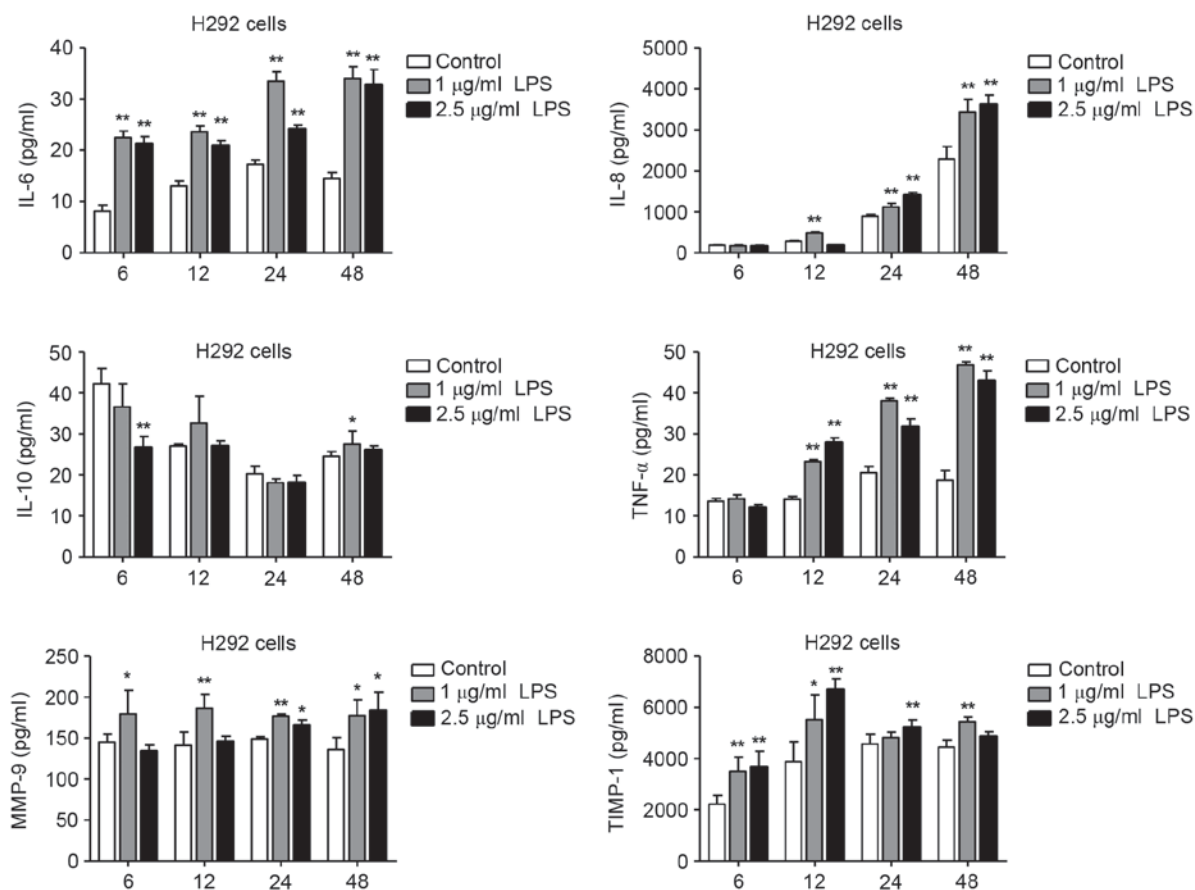 H292 cells
IL-6 (pg/ml)
40
30
20
10
0
** ** ** ** ** ** ** **
6 12 24 48
Control
1 µg/ml LPS
2.5 µg/ml LPS
H292 cells
IL-8 (pg/ml)
5000
4000
3000
2000
1000
0
** ** ** ** **
6 12 24 48
Control
1 µg/ml LPS
2.5 µg/ml LPS
H292 cells
IL-10 (pg/ml)
50
40
30
20
10
0
** *
6 12 24 48
Control
1 µg/ml LPS
2.5 µg/ml LPS
H292 cells
TNF-α (pg/ml)
50
40
30
20
10
0
** ** ** ** ** **
6 12 24 48
Control
1 µg/ml LPS
2.5 µg/ml LPS
H292 cells
MMP-9 (pg/ml)
250
200
150
100
50
0
* ** ** * * *
6 12 24 48
Control
1 µg/ml LPS
2.5 µg/ml LPS
H292 cells
TIMP-1 (pg/ml)
8000
6000
4000
2000
0
** ** * ** ** **
6 12 24 48
Control
1 µg/ml LPS
2.5 µg/ml LPS